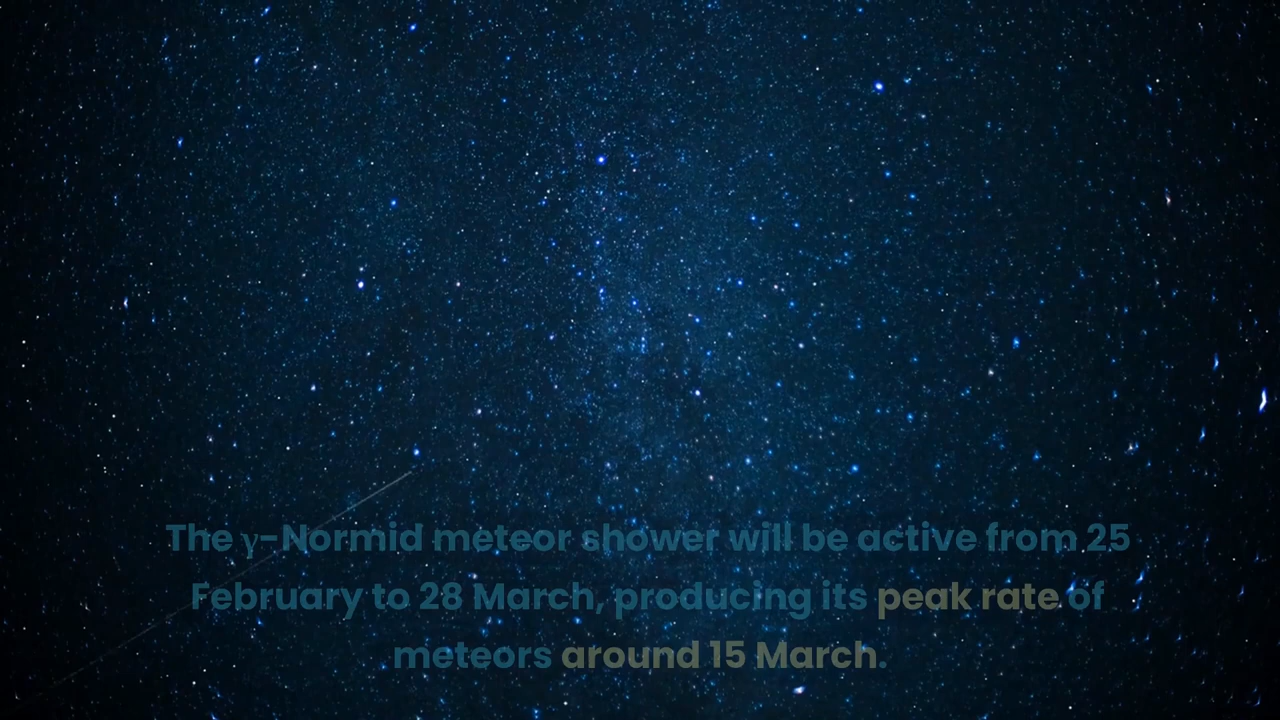 The γ-Normid meteor shower will be active from 25
February to 28 March, producing its peak rate of
meteors around 15 March.